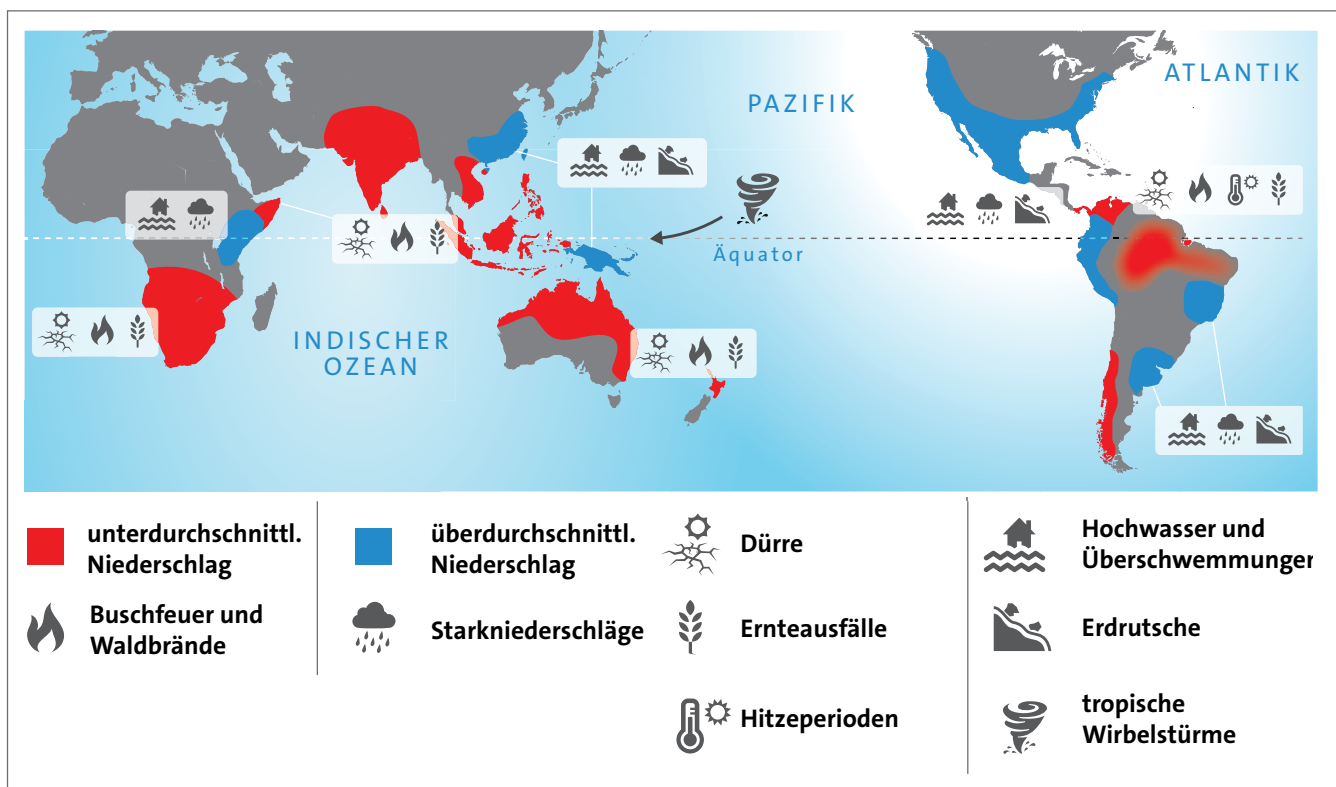 PAZIFIK
ATLANTIK
Äquator
INDISCHER
OZEAN
unterdurchschnittl.
Niederschlag
überdurchschnittl.
Niederschlag
Dürre
Hochwasser und
Überschwemmunger
Buschfeuer und
Waldbrände
Starkniederschläge
Ernteausfälle
Erdrutsche
Hitzeperioden
tropische
Wirbelstürme